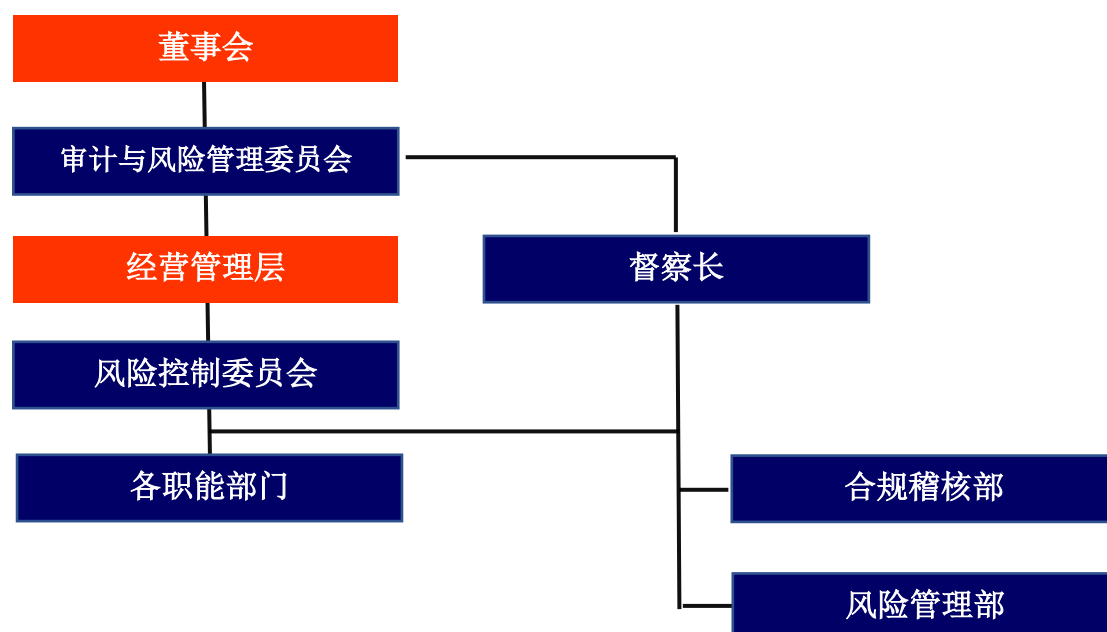 董事会
审计与风险管理委员会
经营管理层
督察长
风险控制委员会
各职能部门
合规稽核部
风险管理部